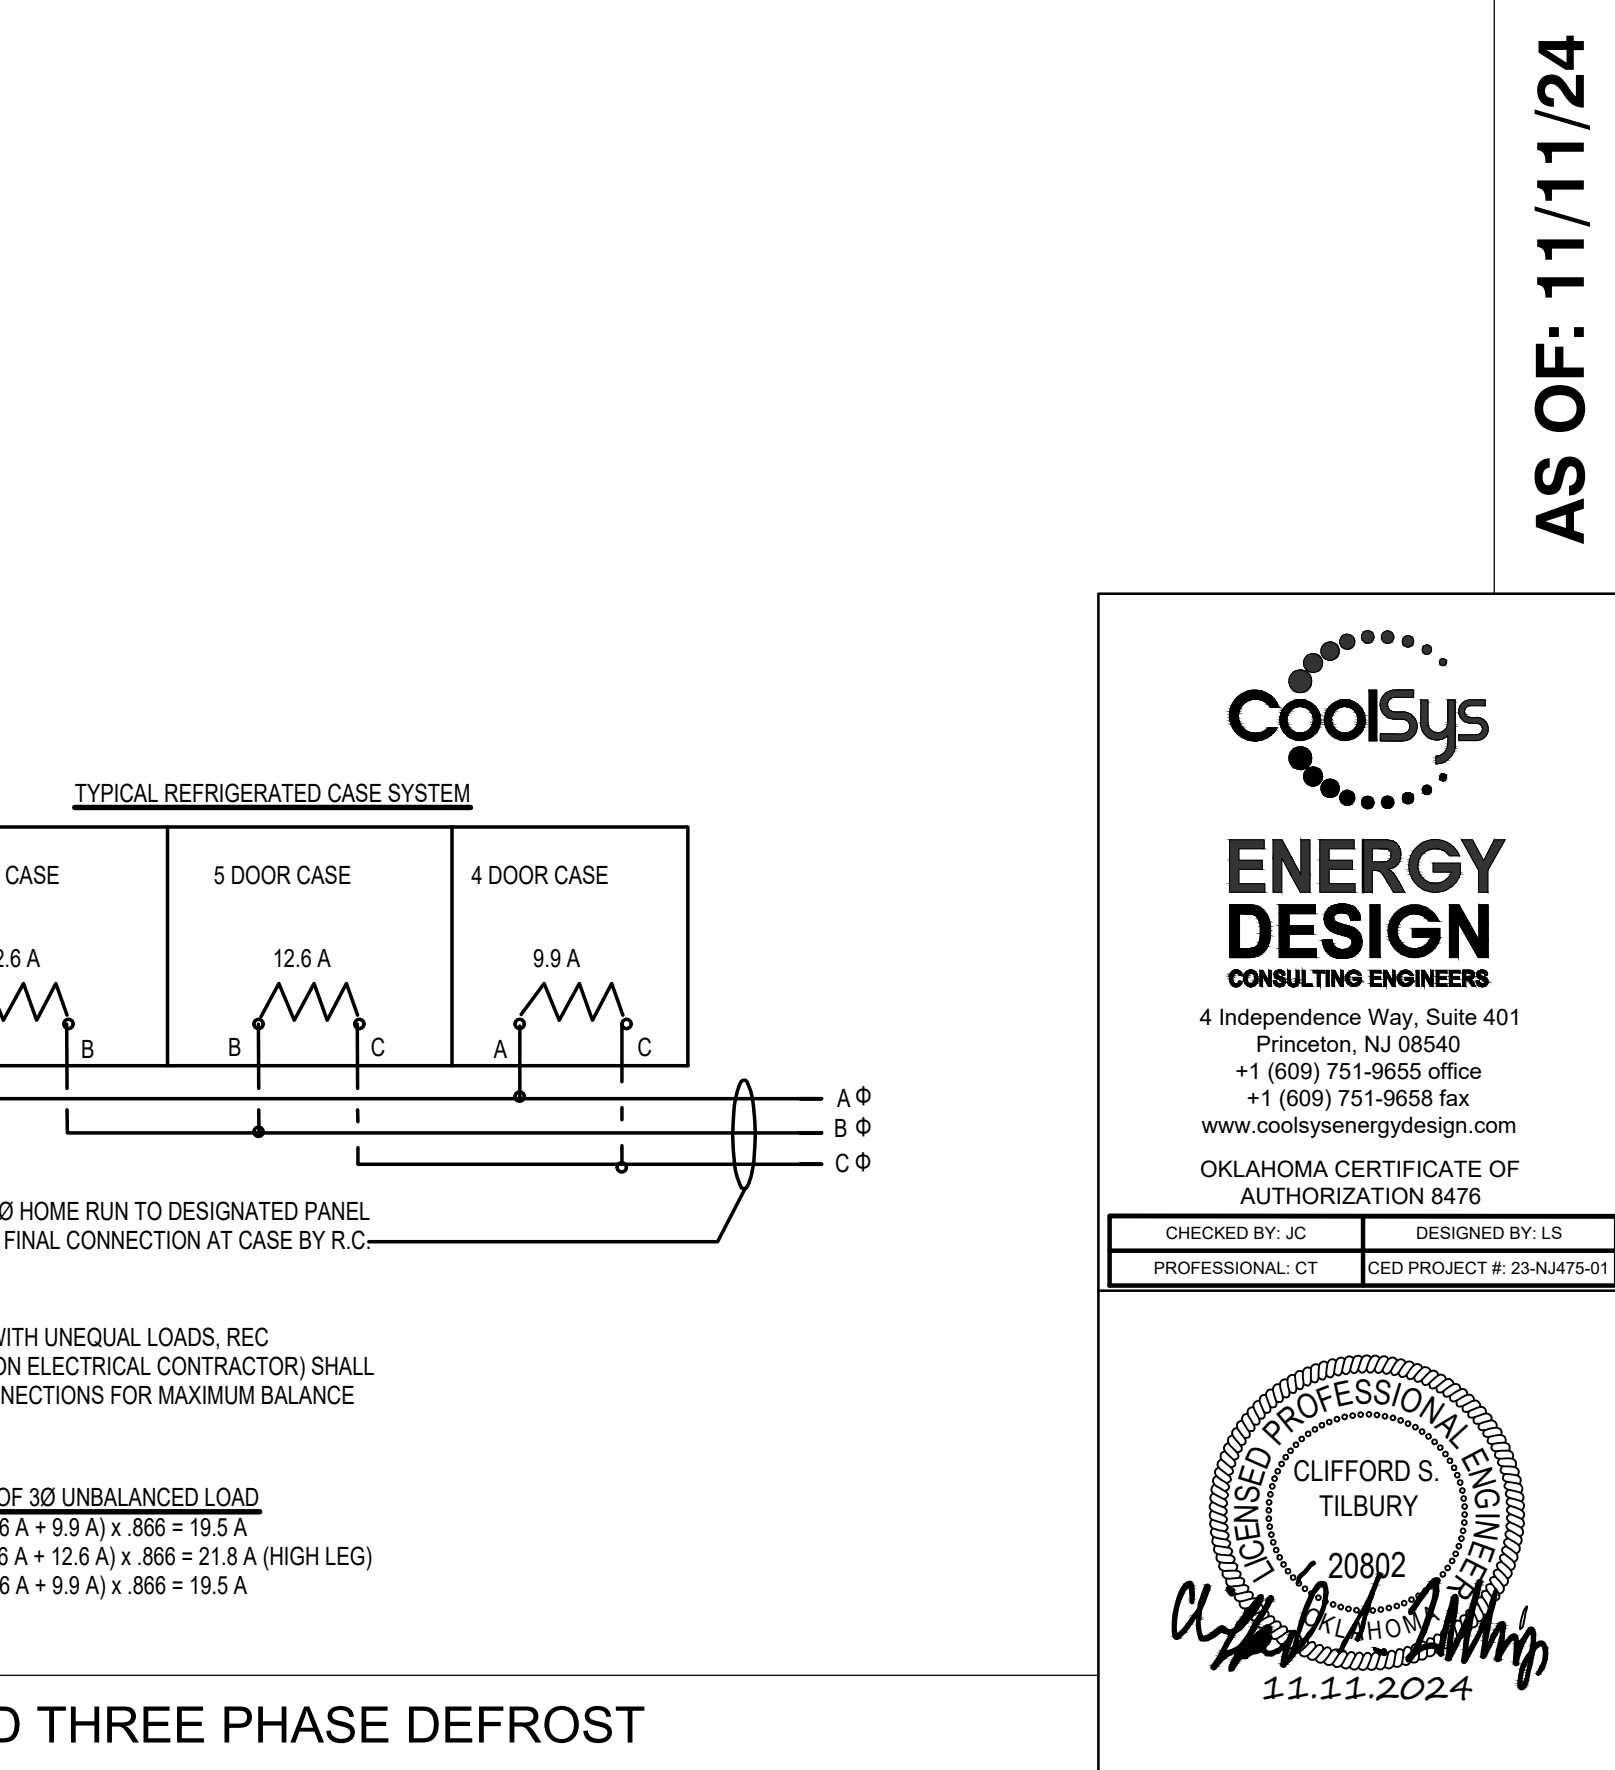 AS OF: 11/11/24
TYPICAL REFRIGERATED CASE SYSTEM
CASE
5 DOOR CASE
4 DOOR CASE
2.6 A
12.6 A
9.9 A
B
B
C
A
C
A Φ
B Φ
C Φ
Ø HOME RUN TO DESIGNATED PANEL
FINAL CONNECTION AT CASE BY R.C.
WITH UNEQUAL LOADS, REC
ON ELECTRICAL CONTRACTOR) SHALL
NECTIONS FOR MAXIMUM BALANCE
OF 3Ø UNBALANCED LOAD
6 A + 9.9 A) x .866 = 19.5 A
6 A + 12.6 A) x .866 = 21.8 A (HIGH LEG)
6 A + 9.9 A) x .866 = 19.5 A
D THREE PHASE DEFROST
CoolSys
ENERGY
DESIGN
CONSULTING ENGINEERS
4 Independence Way, Suite 401
Princeton, NJ 08540
+1 (609) 751-9655 office
+1 (609) 751-9658 fax
www.coolsysenergydesign.com
OKLAHOMA CERTIFICATE OF
AUTHORIZATION 8476
CHECKED BY: JC
DESIGNED BY: LS
PROFESSIONAL: CT
CED PROJECT #: 23-NJ475-01
LICENSED PROFESSIONAL ENGINEER
CLIFFORD S.
TILBURY
20802
OKLAHOMA
11.11.2024